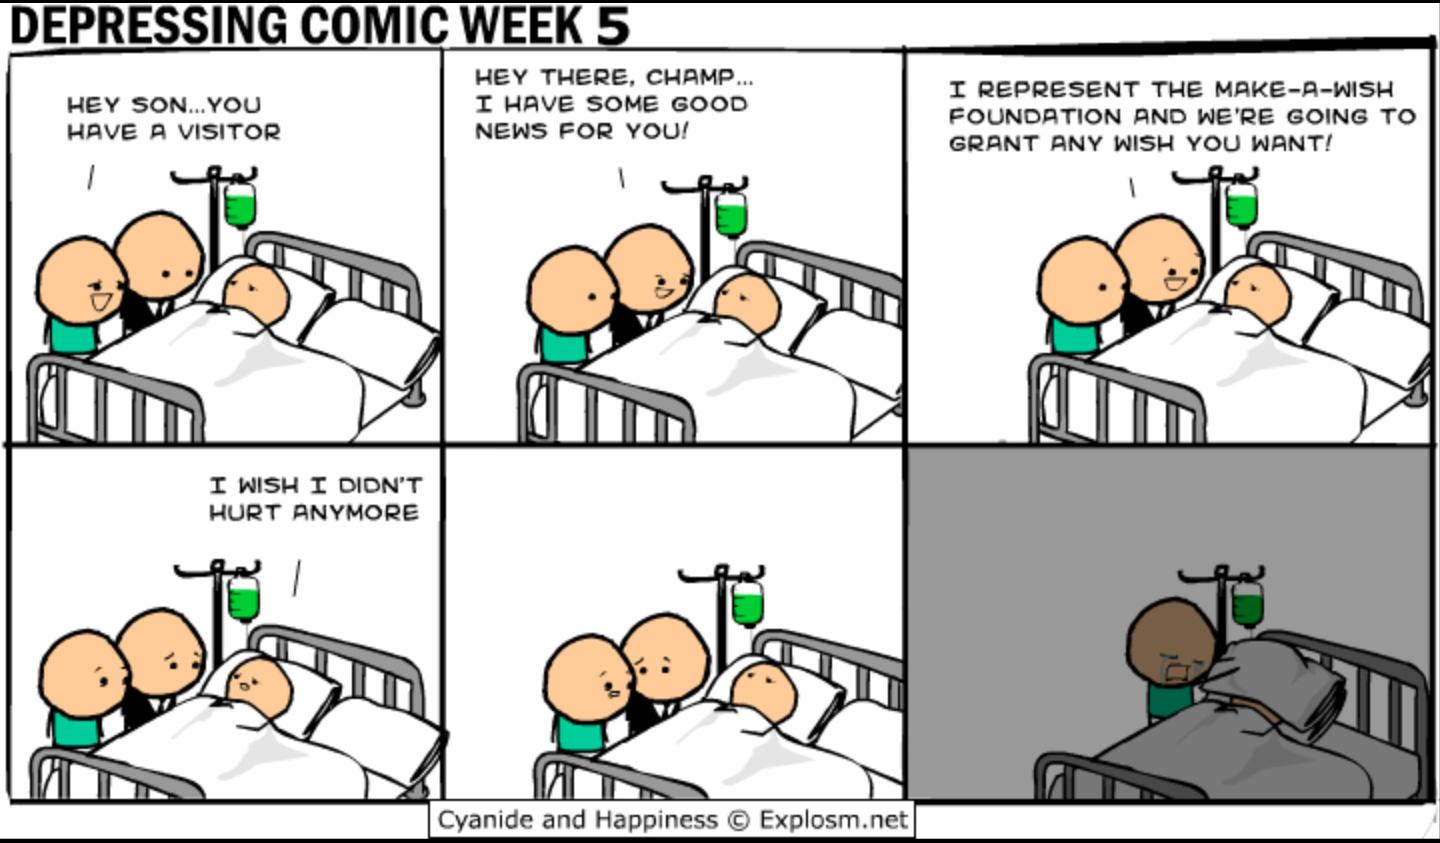 DEPRESSING COMIC WEEK 5
HEY SON...YOU
HAVE A VISITOR
HEY THERE, CHAMP...
I HAVE SOME GOOD
NEWS FOR YOU!
I REPRESENT THE MAKE-A-WISH
FOUNDATION AND WE'RE GOING TO
GRANT ANY WISH YOU WANT!
I WISH I DIDN'T
HURT ANYMORE
Cyanide and Happiness © Explosm.net